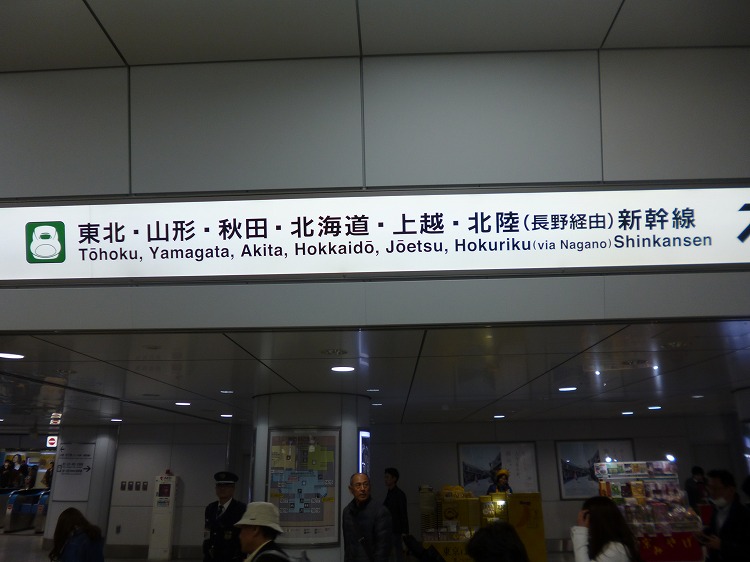 東北・山形・秋田・北海道・上越・北陸(長野経由)新幹線
Tōhoku, Yamagata, Akita, Hokkaidō, Jōetsu, Hokuriku(via Nagano)Shinkansen